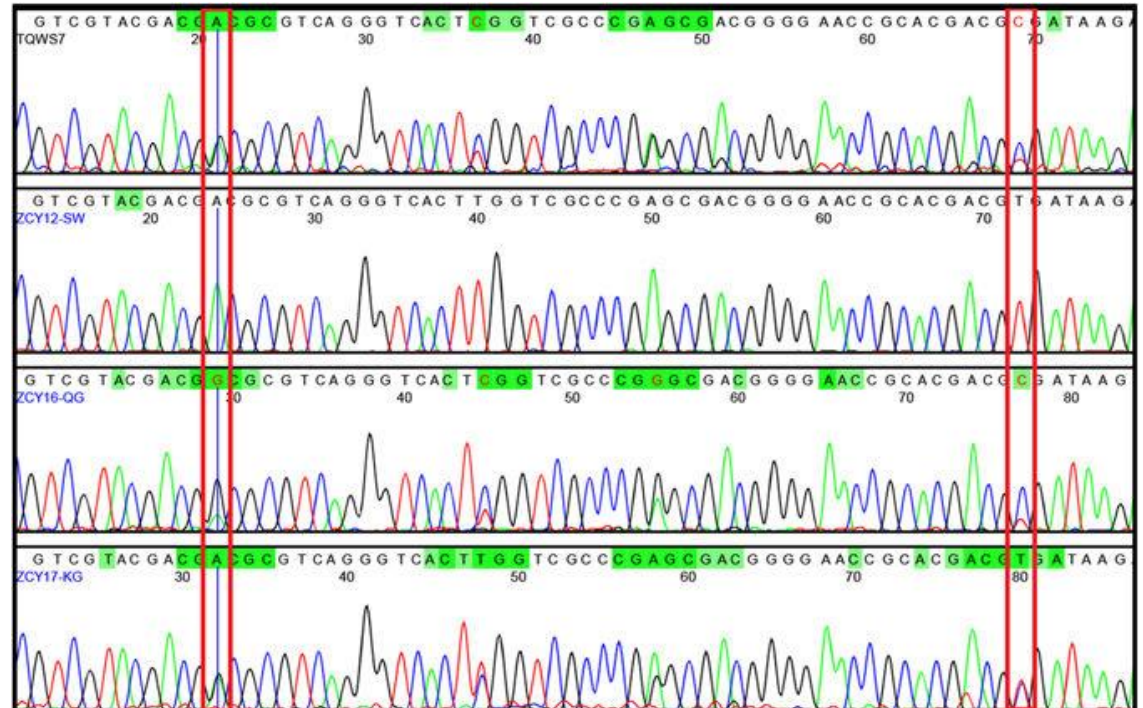 G T C G T A C G A C G A C G C G T C A G G G T C A C T C G G T C G C C C G A G C G A C G G G G A A C C G C A C G A C G C G A T A A G A
TQWS7 20 30 40 50 60 70
G T C G T A C G A C G A C G C G T C A G G G T C A C T T G G T C G C C C G A G C G A C G G G G A A C C G C A C G A C G T G A T A A G A
ZCY12-SW 20 30 40 50 60 70
G T C G T A C G A C G G C G C G T C A G G G T C A C T C G G T C G C C C G G G C G A C G G G G A A C C G C A C G A C G C G A T A A G
ZCY16-QG 30 40 50 60 70 80
G T C G T A C G A C G A C G C G T C A G G G T C A C T T G G T C G C C C G A G C G A C G G G G A A C C G C A C G A C G T G A T A A G
ZCY17-KG 30 40 50 60 70 80